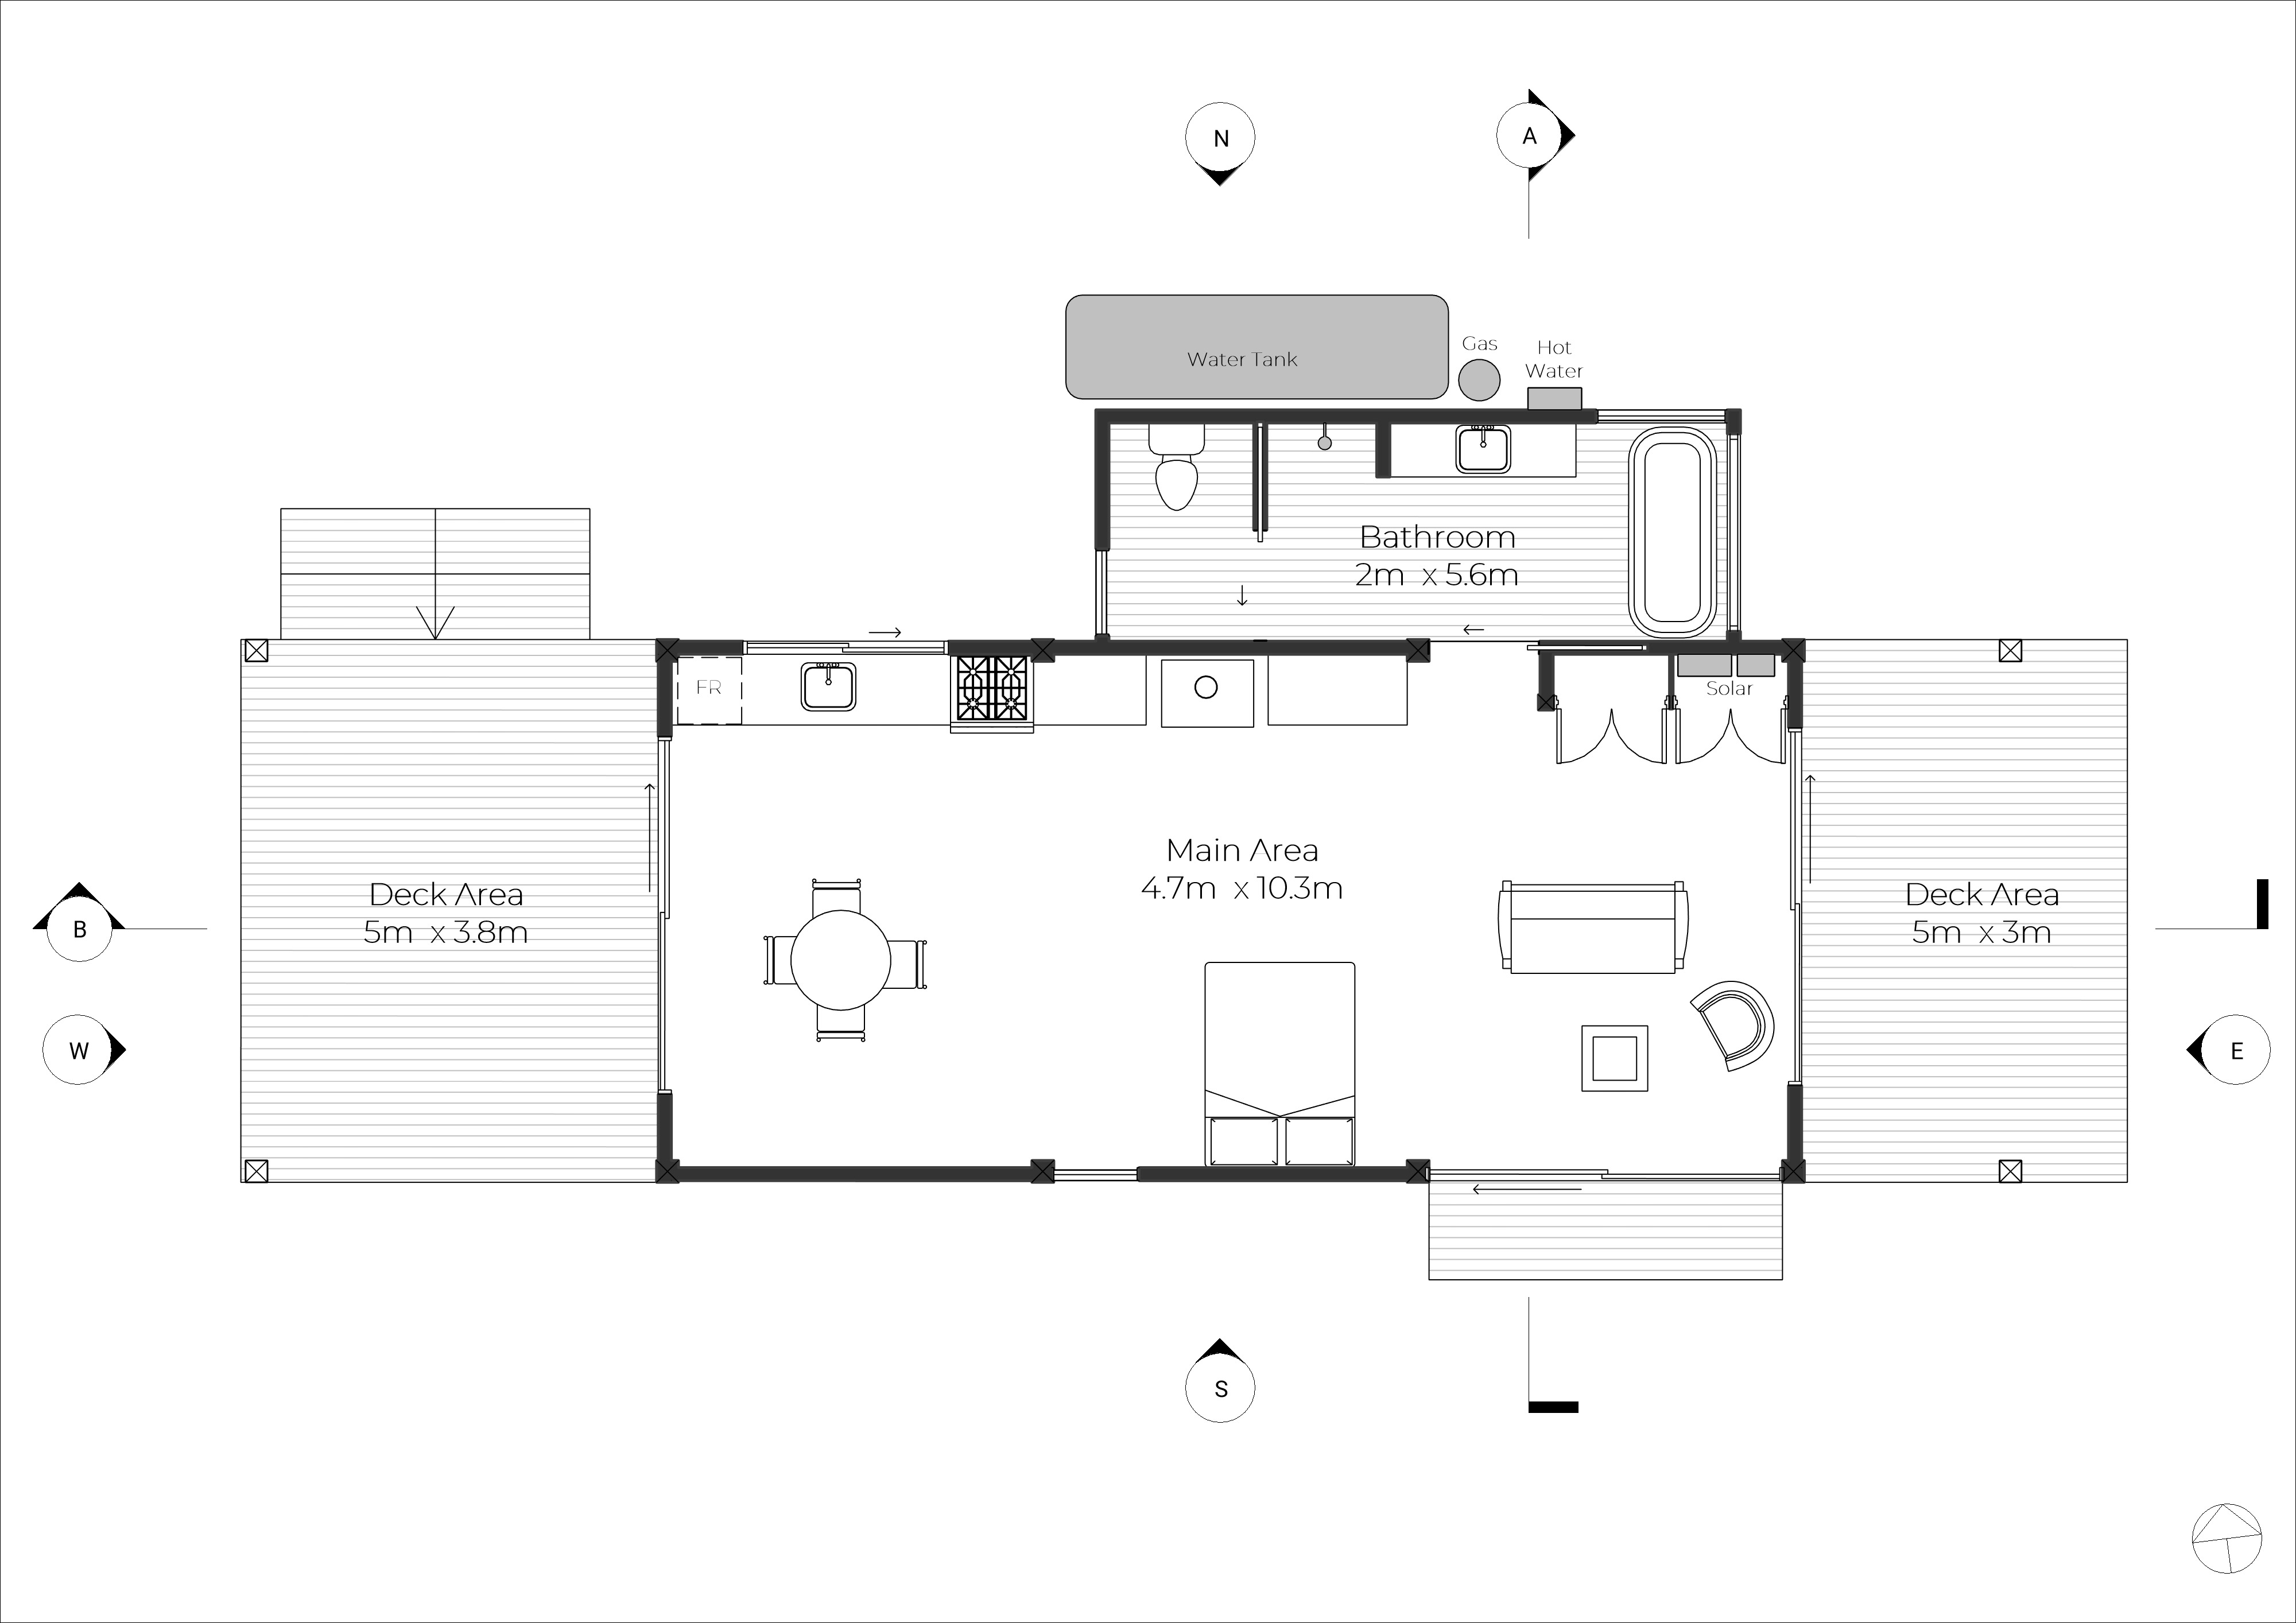 N
A
Water Tank
Gas
Hot
Water
Bathroom
2m x 5.6m
FR
Solar
Main Area
4.7m x 10.3m
Deck Area
5m x 3.8m
Deck Area
5m x 3m
B
W
E
S